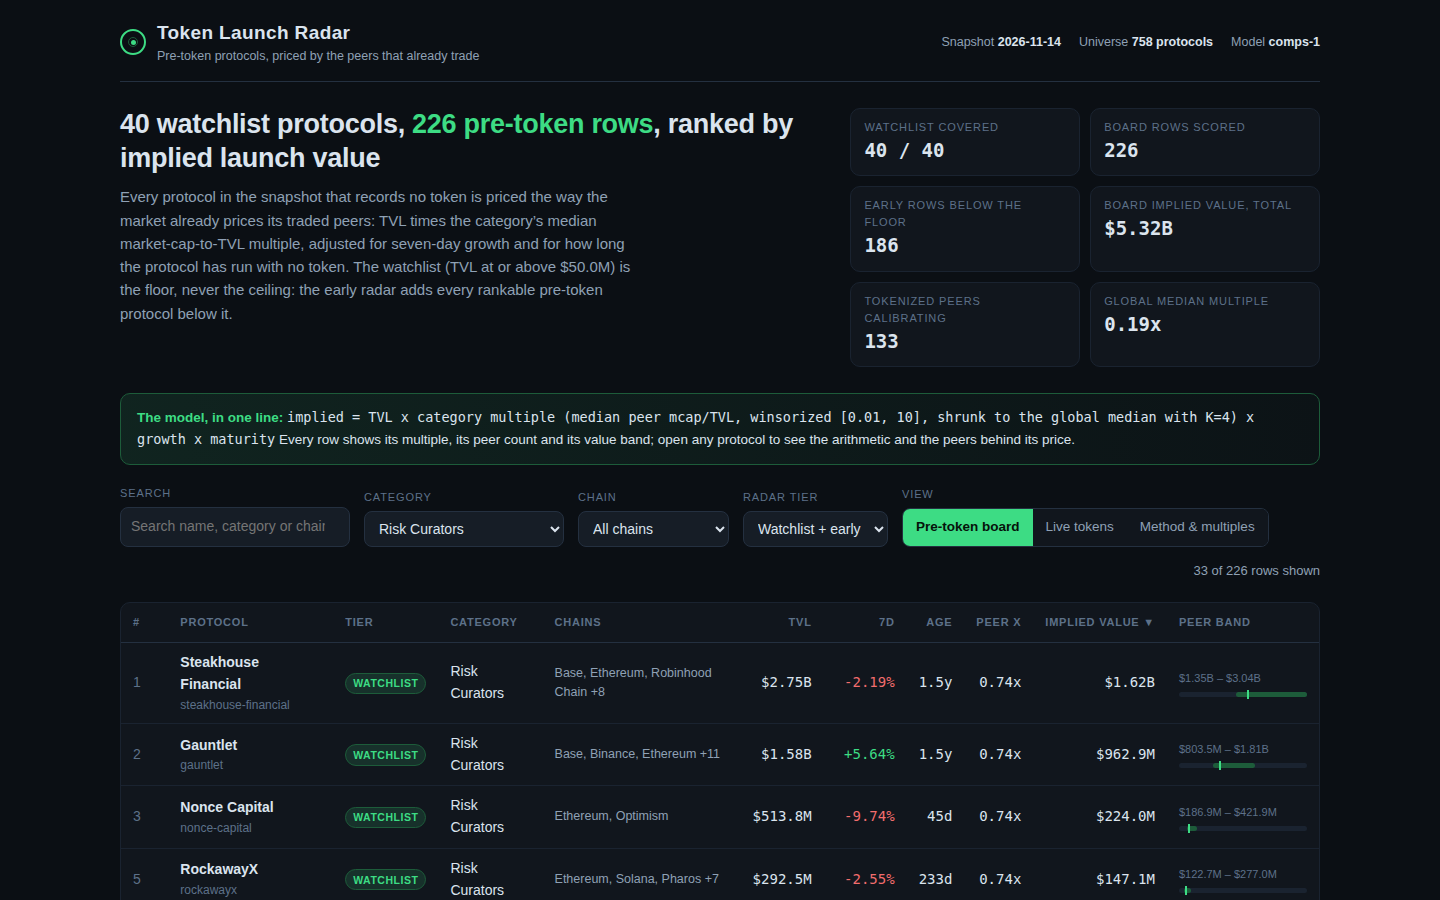 Token Launch Radar
Pre-token protocols, priced by the peers that already trade
Snapshot 2026-11-14 Universe 758 protocols Model comps-1
40 watchlist protocols, 226 pre-token rows, ranked by
implied launch value
Every protocol in the snapshot that records no token is priced the way the
market already prices its traded peers: TVL times the category’s median
market-cap-to-TVL multiple, adjusted for seven-day growth and for how long
the protocol has run with no token. The watchlist (TVL at or above $50.0M) is
the floor, never the ceiling: the early radar adds every rankable pre-token
protocol below it.
WATCHLIST COVERED
40 / 40
BOARD ROWS SCORED
226
EARLY ROWS BELOW THE
FLOOR
186
BOARD IMPLIED VALUE, TOTAL
$5.32B
TOKENIZED PEERS
CALIBRATING
133
GLOBAL MEDIAN MULTIPLE
0.19x
The model, in one line: implied = TVL x category multiple (median peer mcap/TVL, winsorized [0.01, 10], shrunk to the global median with K=4) x
growth x maturity Every row shows its multiple, its peer count and its value band; open any protocol to see the arithmetic and the peers behind its price.
SEARCH
Search name, category or chain
CATEGORY
Risk Curators
CHAIN
All chains
RADAR TIER
Watchlist + early
VIEW
Pre-token board Live tokens Method & multiples
33 of 226 rows shown
# PROTOCOL TIER CATEGORY CHAINS TVL 7D AGE PEER X IMPLIED VALUE ▼ PEER BAND
1 Steakhouse Financial steakhouse-financial WATCHLIST Risk Curators Base, Ethereum, Robinhood Chain +8 $2.75B -2.19% 1.5y 0.74x $1.62B $1.35B – $3.04B
2 Gauntlet gauntlet WATCHLIST Risk Curators Base, Binance, Ethereum +11 $1.58B +5.64% 1.5y 0.74x $962.9M $803.5M – $1.81B
3 Nonce Capital nonce-capital WATCHLIST Risk Curators Ethereum, Optimism $513.8M -9.74% 45d 0.74x $224.0M $186.9M – $421.9M
5 RockawayX rockawayx WATCHLIST Risk Curators Ethereum, Solana, Pharos +7 $292.5M -2.55% 233d 0.74x $147.1M $122.7M – $277.0M